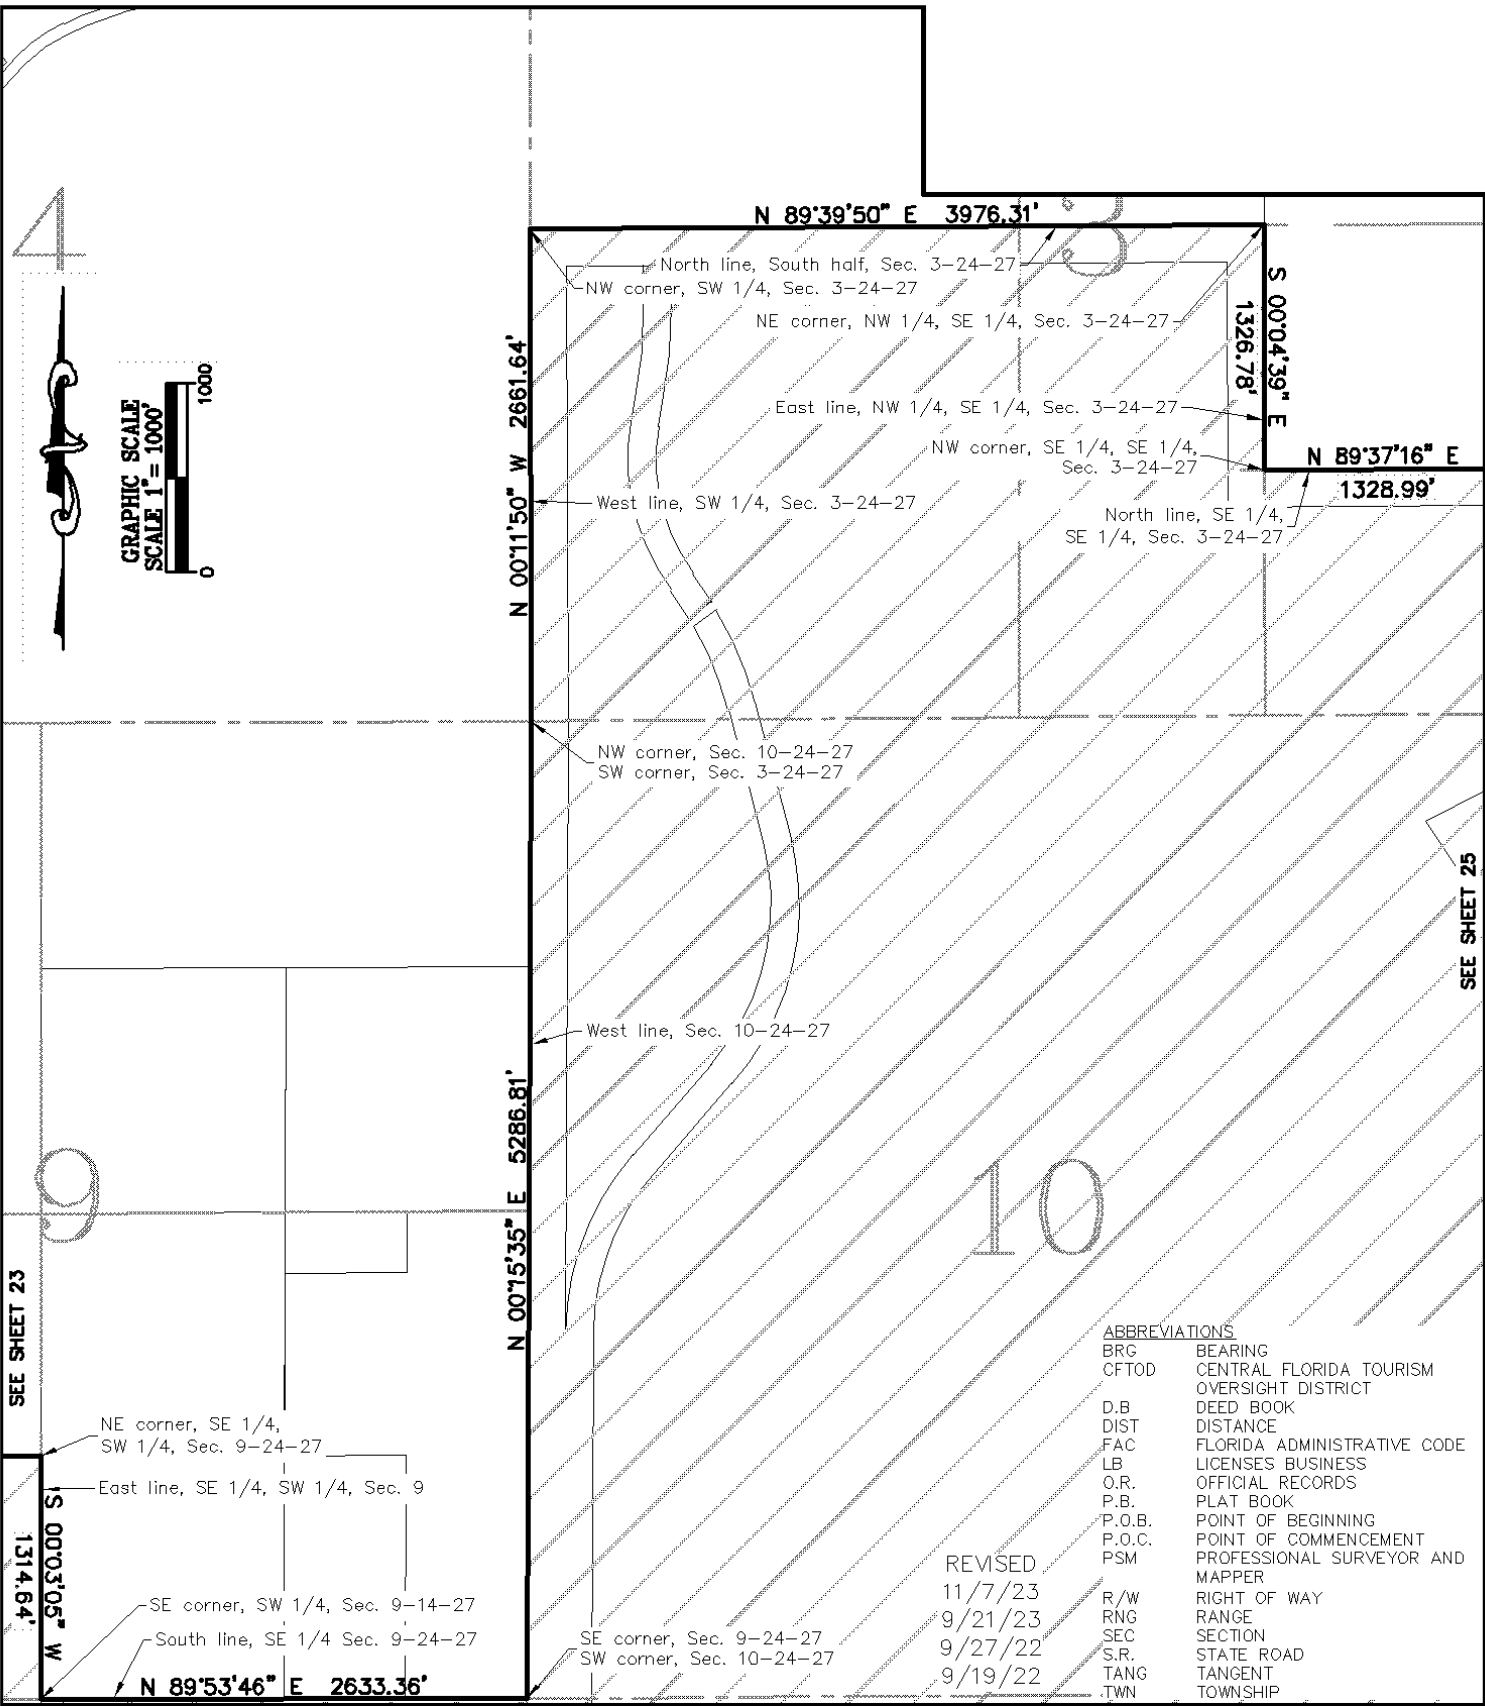 4
3
N 89°39'50" E 3976.31'
North line, South half, Sec. 3-24-27
NW corner, SW 1/4, Sec. 3-24-27
NE corner, NW 1/4, SE 1/4, Sec. 3-24-27
S 00°04'39" E
1326.78'
GRAPHIC SCALE
SCALE 1"= 1000'
0
1000
N 00°11'50" W 2661.64'
East line, NW 1/4, SE 1/4, Sec. 3-24-27
NW corner, SE 1/4, SE 1/4,
Sec. 3-24-27
N 89°37'16" E
1328.99'
West line, SW 1/4, Sec. 3-24-27
North line, SE 1/4,
SE 1/4, Sec. 3-24-27
NW corner, Sec. 10-24-27
SW corner, Sec. 3-24-27
SEE SHEET 25
West line, Sec. 10-24-27
N 00°15'35" E 5286.81'
9
10
SEE SHEET 23
NE corner, SE 1/4,
SW 1/4, Sec. 9-24-27
East line, SE 1/4, SW 1/4, Sec. 9
S 00°03'05" W
1314.64'
SE corner, SW 1/4, Sec. 9-14-27
South line, SE 1/4 Sec. 9-24-27
N 89°53'46" E 2633.36'
SE corner, Sec. 9-24-27
SW corner, Sec. 10-24-27
REVISED
11/7/23
9/21/23
9/27/22
9/19/22
ABBREVIATIONS
BRG BEARING
CFTOD CENTRAL FLORIDA TOURISM
OVERSIGHT DISTRICT
D.B DEED BOOK
DIST DISTANCE
FAC FLORIDA ADMINISTRATIVE CODE
LB LICENSES BUSINESS
O.R. OFFICIAL RECORDS
P.B. PLAT BOOK
P.O.B. POINT OF BEGINNING
P.O.C. POINT OF COMMENCEMENT
PSM PROFESSIONAL SURVEYOR AND
MAPPER
R/W RIGHT OF WAY
RNG RANGE
SEC SECTION
S.R. STATE ROAD
TANG TANGENT
TWN TOWNSHIP